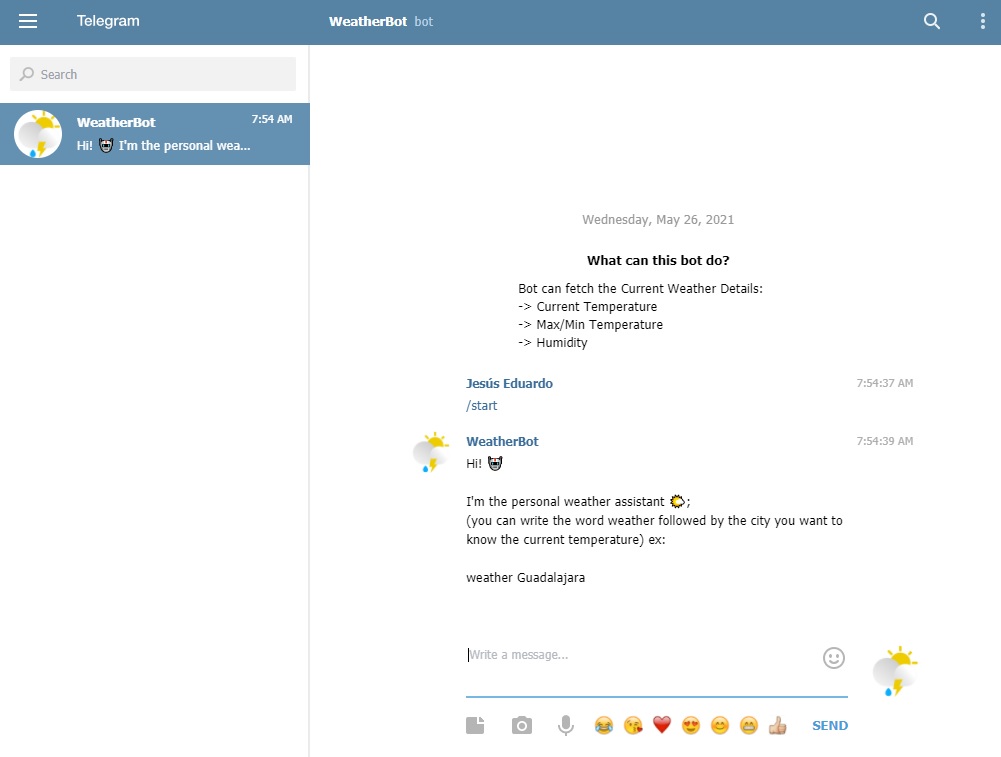 Telegram
WeatherBot bot
Search
WeatherBot 7:54 AM
Hi! I'm the personal wea...
Wednesday, May 26, 2021
What can this bot do?
Bot can fetch the Current Weather Details:
-> Current Temperature
-> Max/Min Temperature
-> Humidity
Jesús Eduardo 7:54:37 AM
/start
WeatherBot 7:54:39 AM
Hi!
I'm the personal weather assistant ;
(you can write the word weather followed by the city you want to
know the current temperature) ex:
weather Guadalajara
Write a message...
SEND